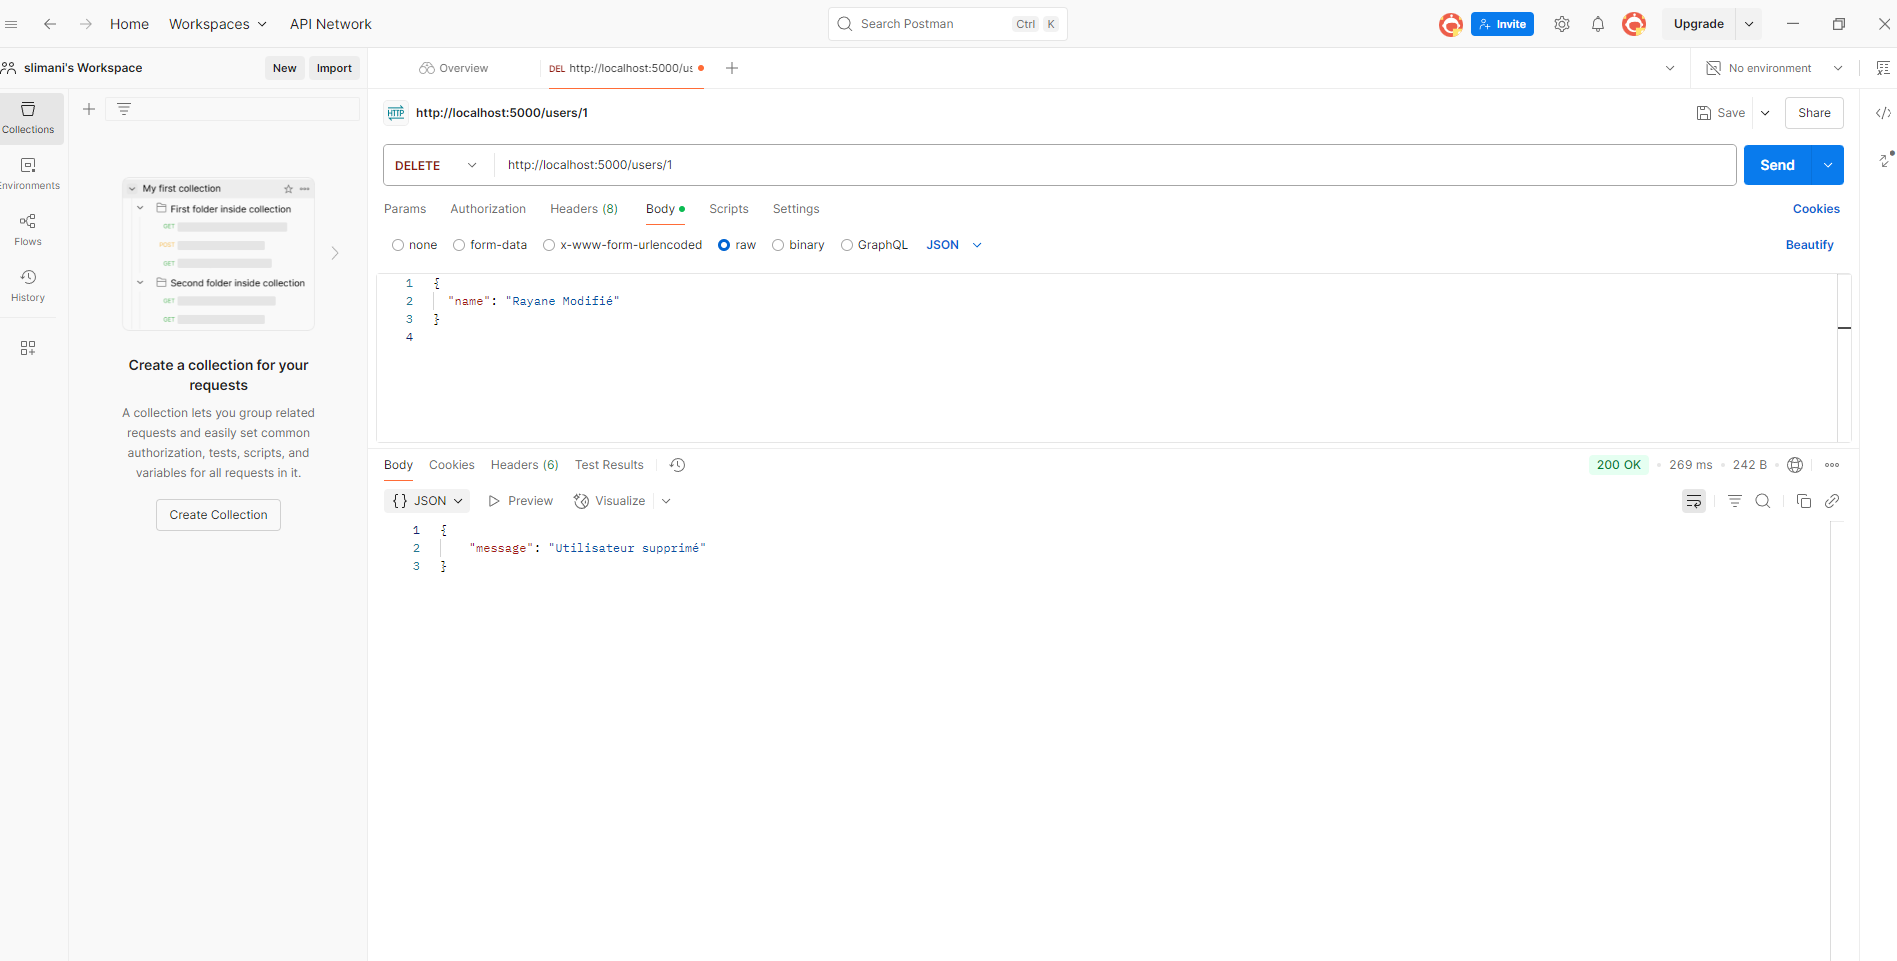 Home Workspaces API Network Search Postman Ctrl K Invite Upgrade
slimani's Workspace New Import Overview DEL http://localhost:5000/us No environment
Collections
Environments
Flows
History
My first collection
First folder inside collection
GET
POST
GET
Second folder inside collection
GET
GET
Create a collection for your
requests
A collection lets you group related
requests and easily set common
authorization, tests, scripts, and
variables for all requests in it.
Create Collection
HTTP http://localhost:5000/users/1 Save Share
DELETE http://localhost:5000/users/1 Send
Params Authorization Headers (8) Body Scripts Settings Cookies
none form-data x-www-form-urlencoded raw binary GraphQL JSON Beautify
1 {
2 "name": "Rayane Modifié"
3 }
4
Body Cookies Headers (6) Test Results 200 OK 269 ms 242 B
{} JSON Preview Visualize
1 {
2 "message": "Utilisateur supprimé"
3 }